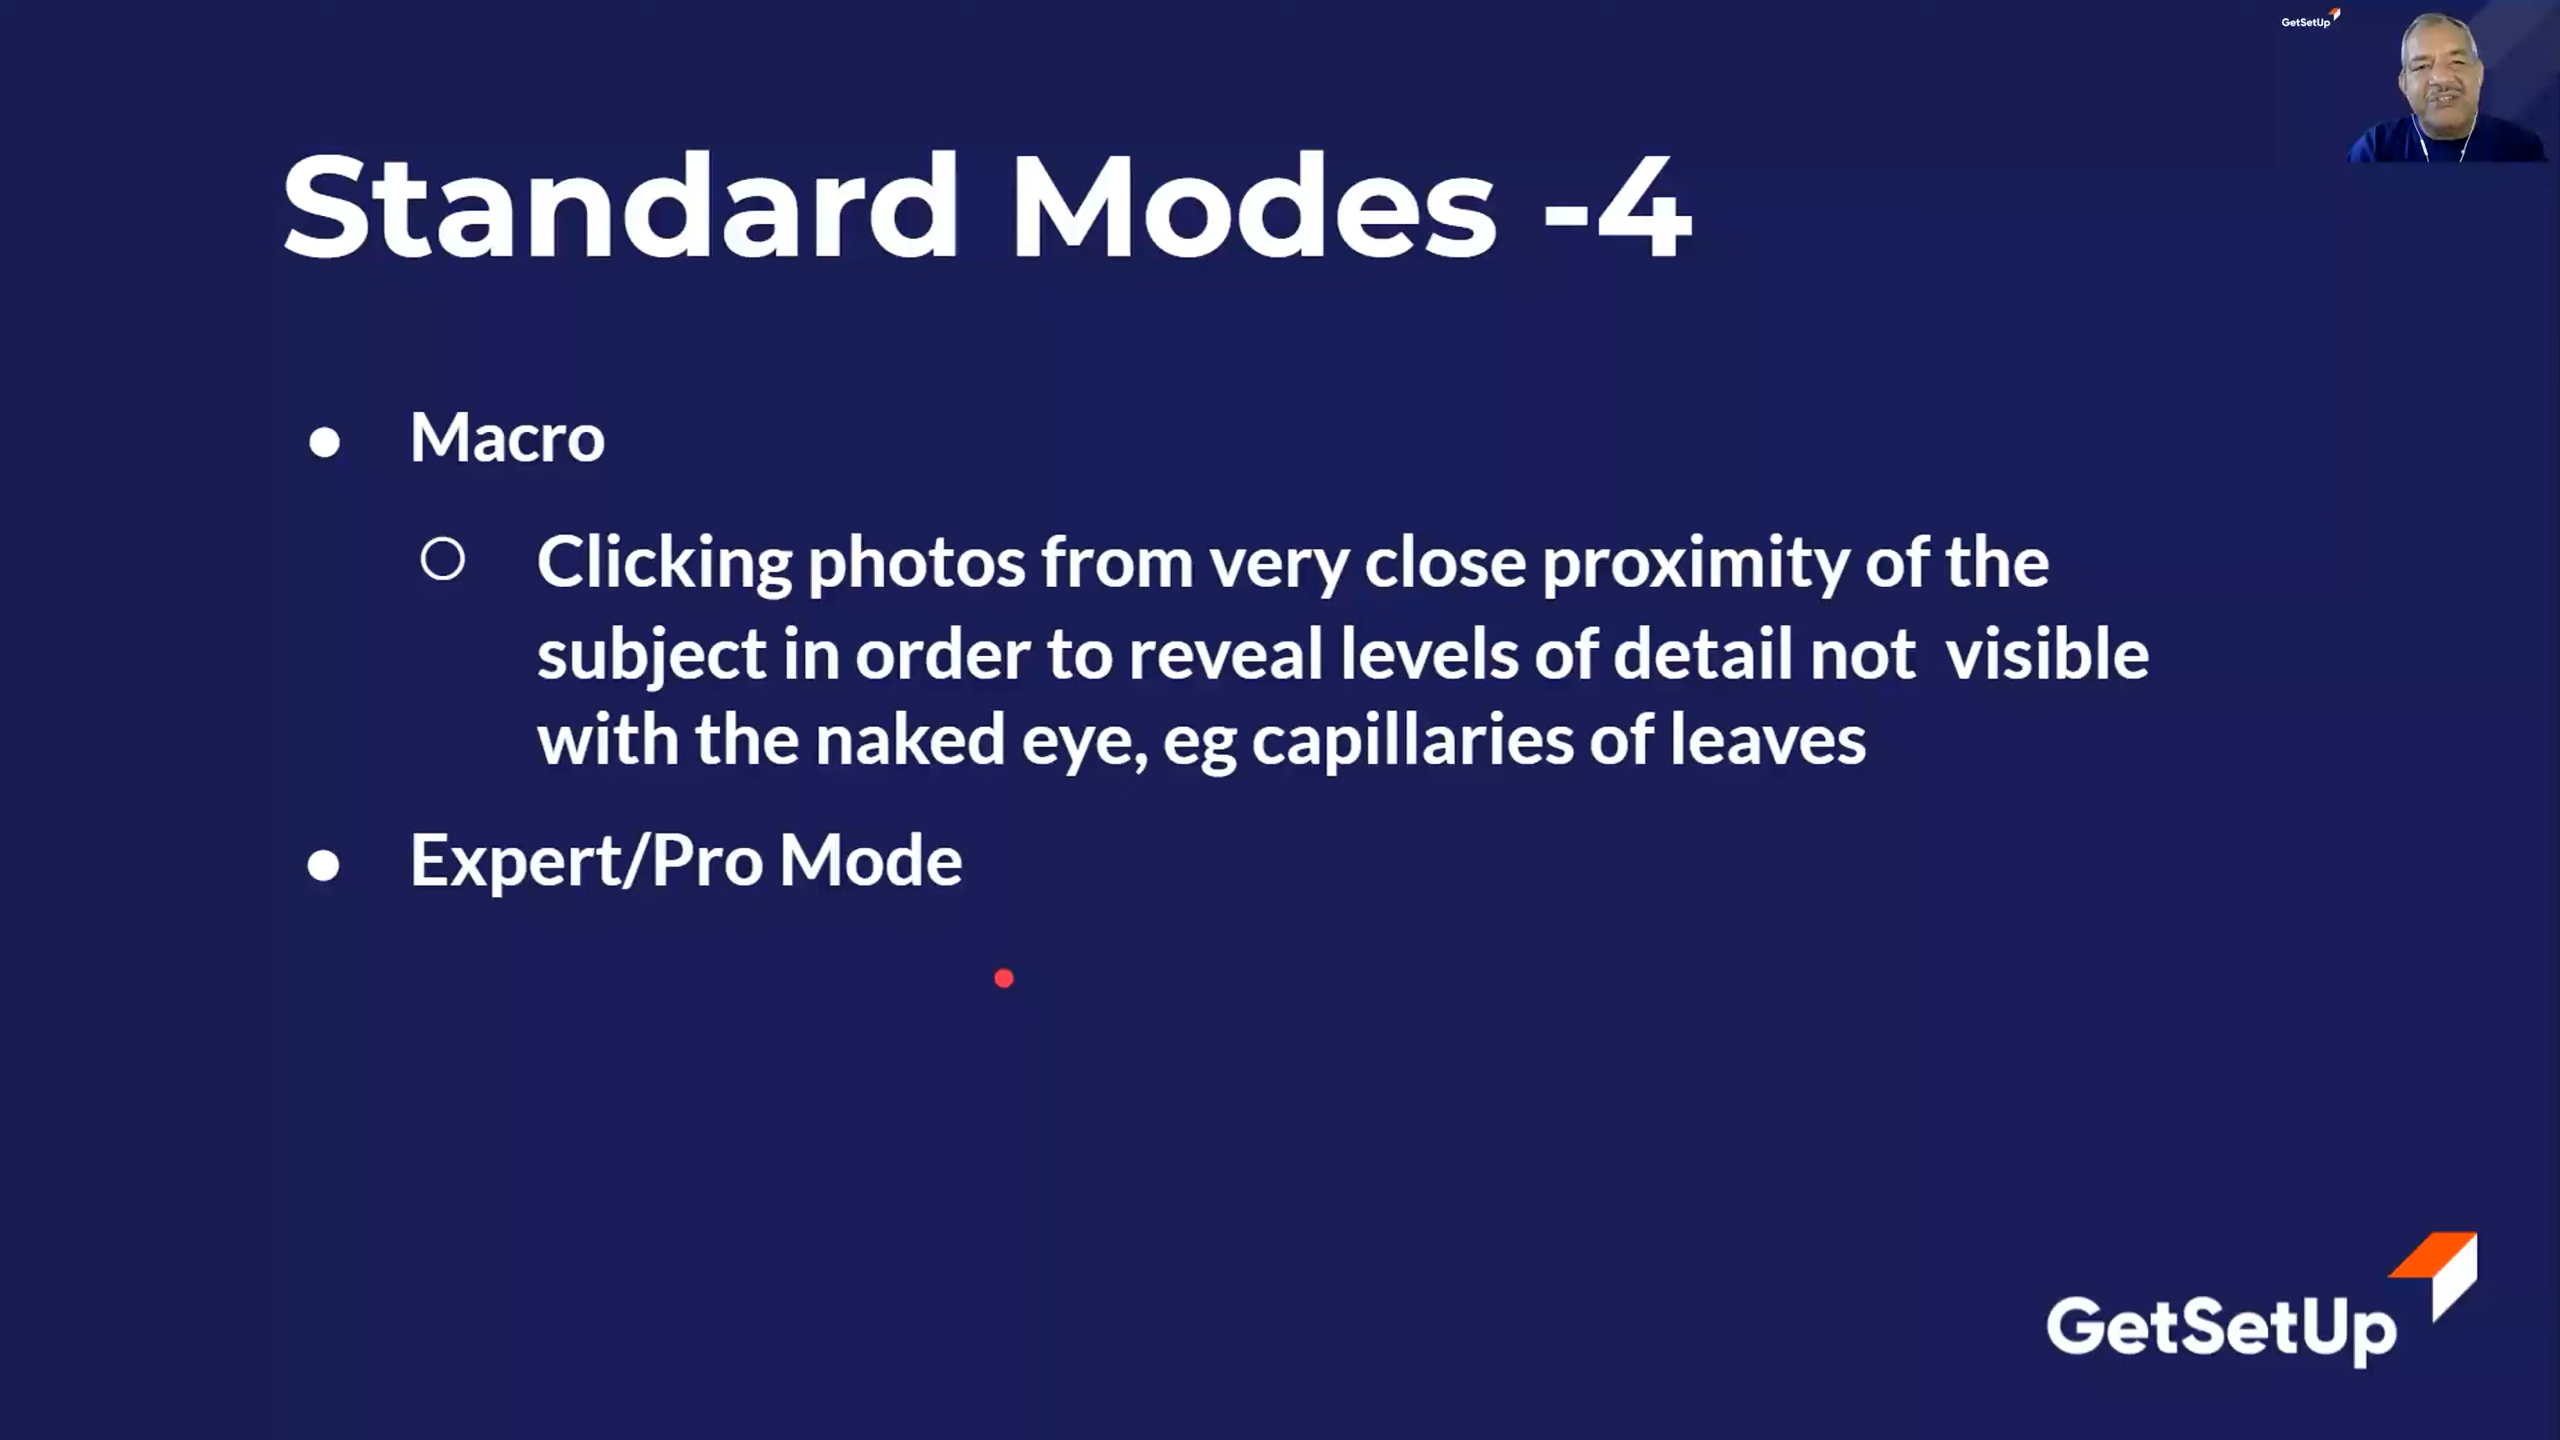 GetSetUp
Standard Modes -4
● Macro
○ Clicking photos from very close proximity of the
subject in order to reveal levels of detail not visible
with the naked eye, eg capillaries of leaves
● Expert/Pro Mode
GetSetUp